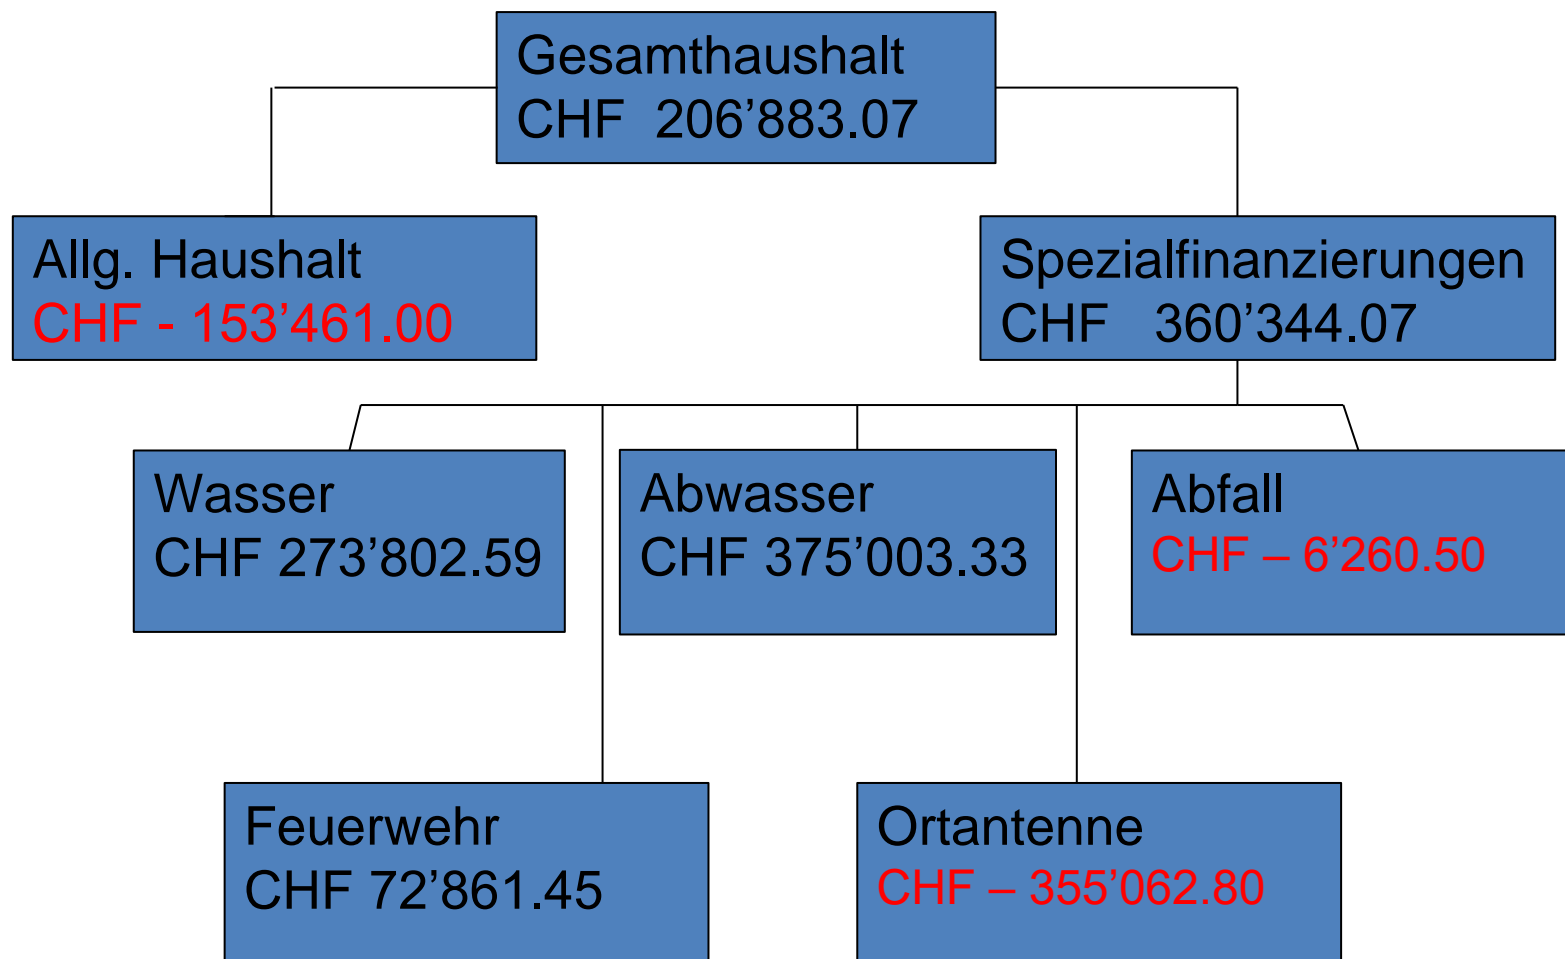 Gesamthaushalt
CHF  206’883.07
Allg. Haushalt
CHF - 153’461.00
Spezialfinanzierungen
CHF   360’344.07
Wasser
CHF 273’802.59
Abwasser
CHF 375’003.33
Abfall
CHF – 6’260.50
Feuerwehr
CHF 72’861.45
Ortantenne
CHF – 355’062.80